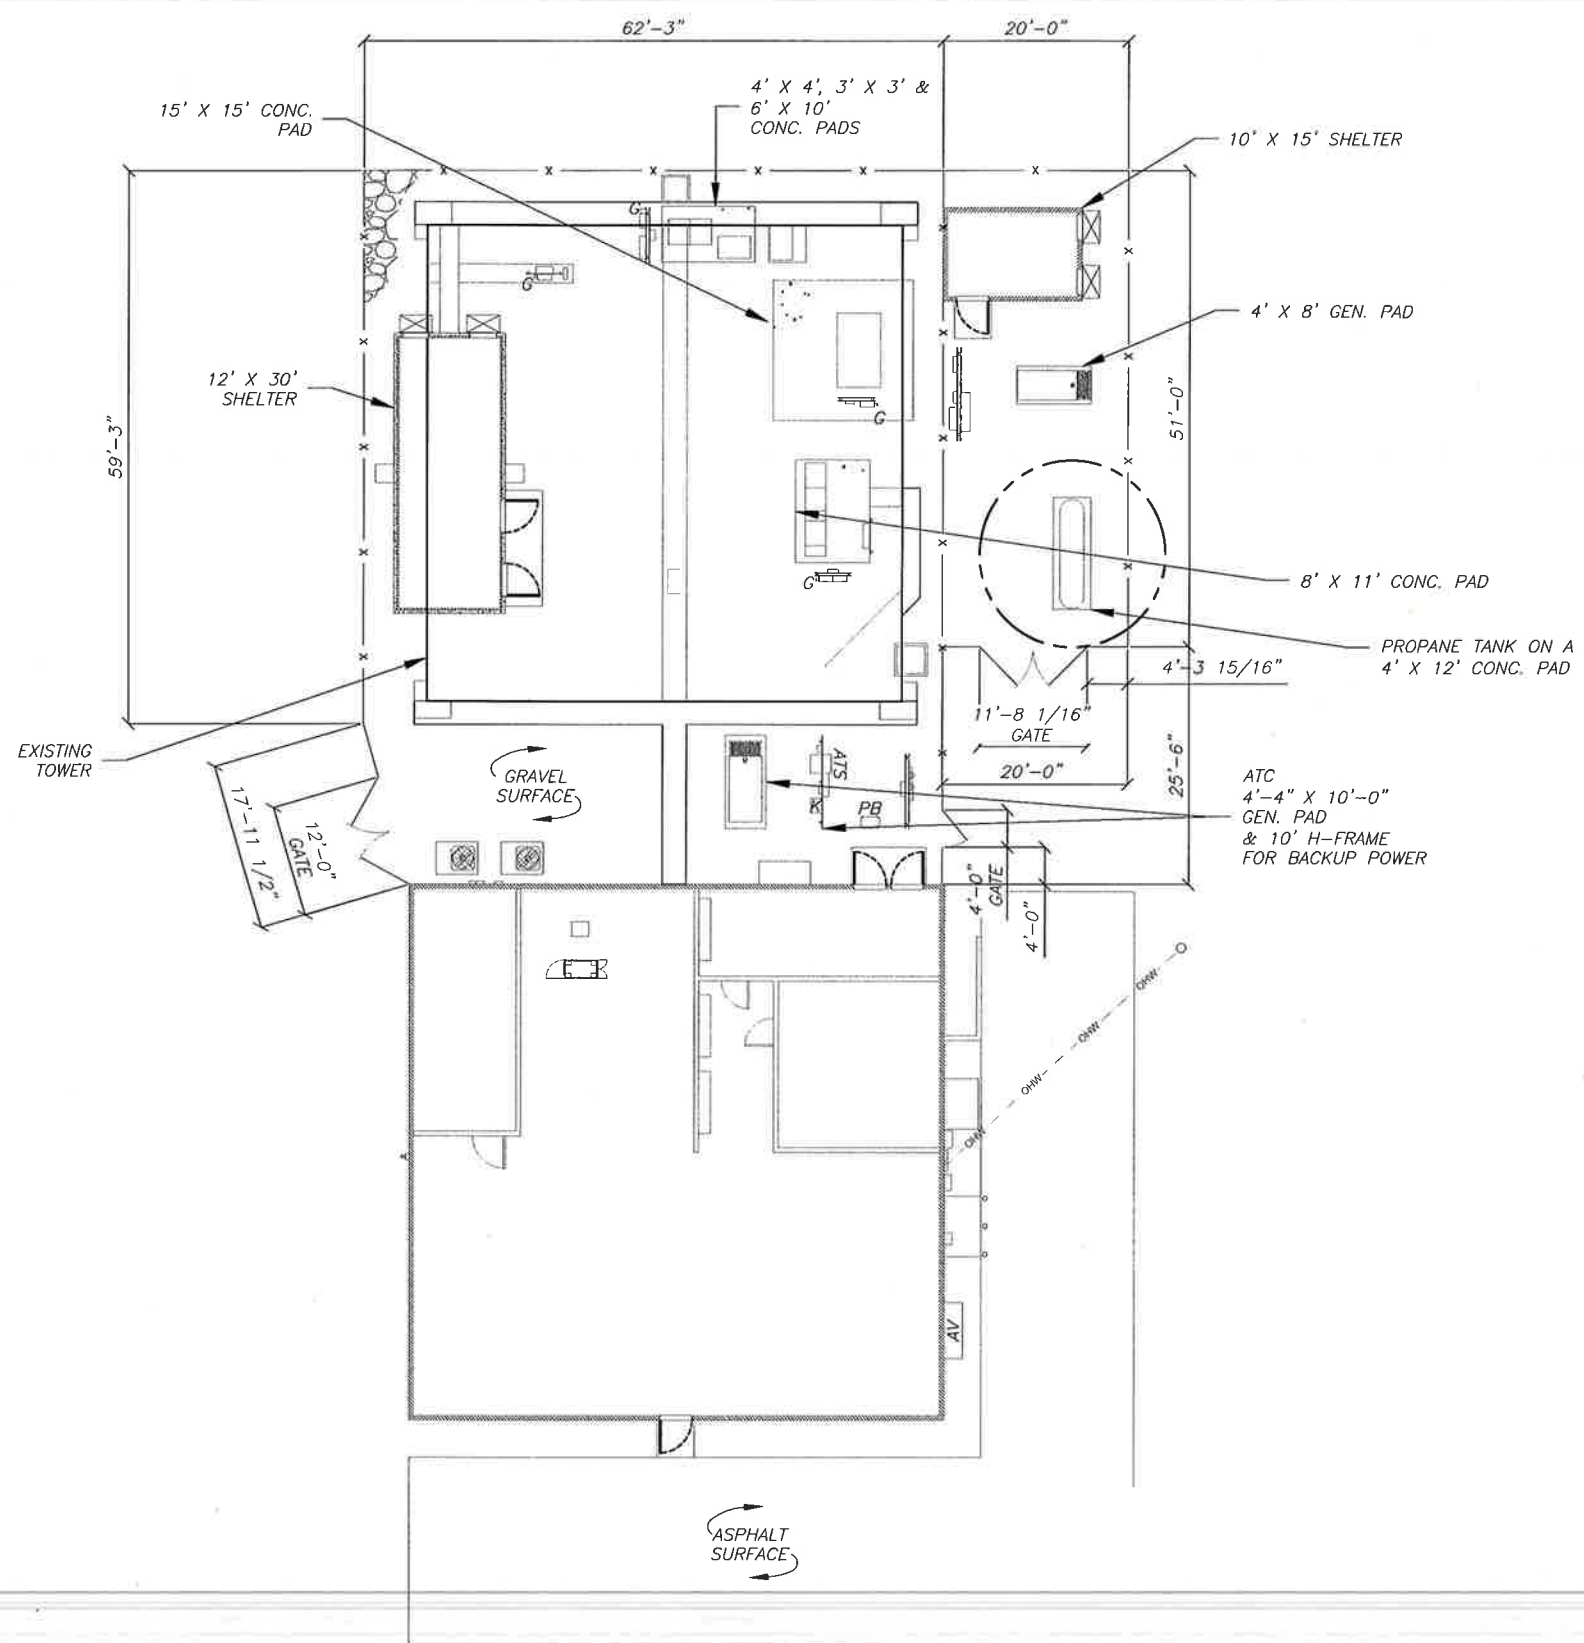 62'-3"
20'-0"
4' X 4', 3' X 3' &
6' X 10'
CONC. PADS
15' X 15' CONC.
PAD
10' X 15' SHELTER
G
G
4' X 8' GEN. PAD
12' X 30'
SHELTER
G
51'-0"
59'-3"
8' X 11' CONC. PAD
G
PROPANE TANK ON A
4' X 12' CONC. PAD
4'-3 15/16"
11'-8 1/16"
GATE
20'-0"
25'-6"
EXISTING
TOWER
GRAVEL
SURFACE
ATS
K
PB
ATC
4'-4" X 10'-0"
GEN. PAD
& 10' H-FRAME
FOR BACKUP POWER
17'-11 1/2"
12'-0"
GATE
4'-0"
GATE
4'-0"
OHW
OHW
OHW
OHW
AV
ASPHALT
SURFACE